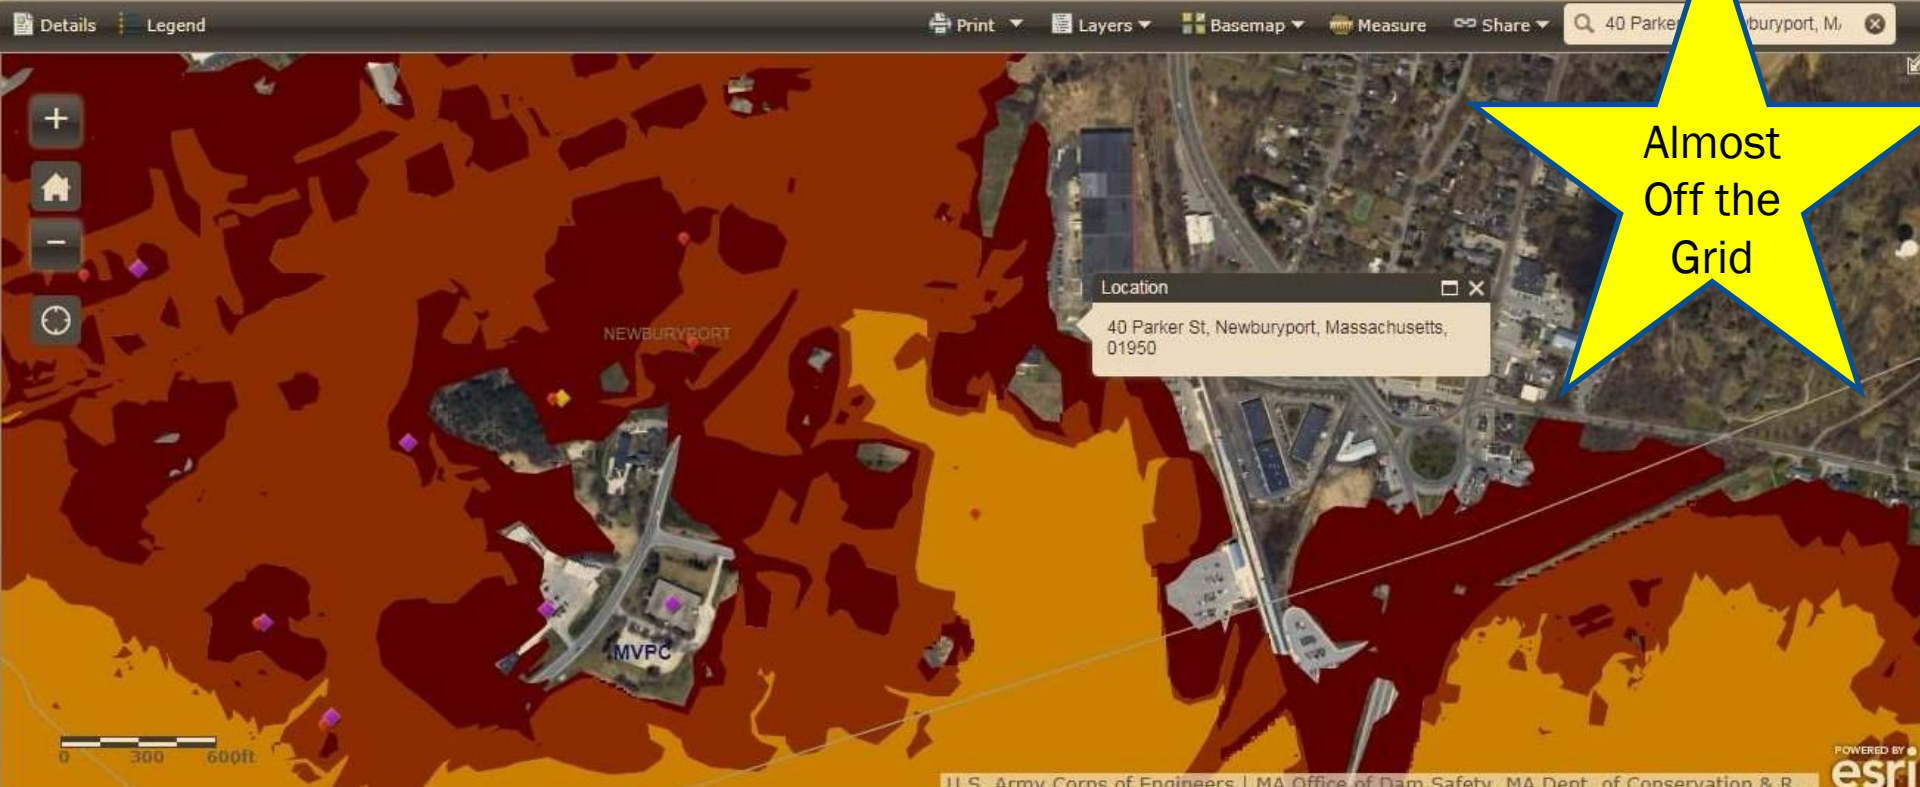 Details
Legend
Print
Layers
Basemap
Measure
Share
40 Parke
buryport, M
Almost
Off the
Grid
Location
40 Parker St, Newburyport, Massachusetts,
01950
NEWBURYPORT
MVPC
0 300 600ft
U.S. Army Corps of Engineers | MA Office of Dam Safety, MA Dept. of Conservation & R
POWERED BY
esri